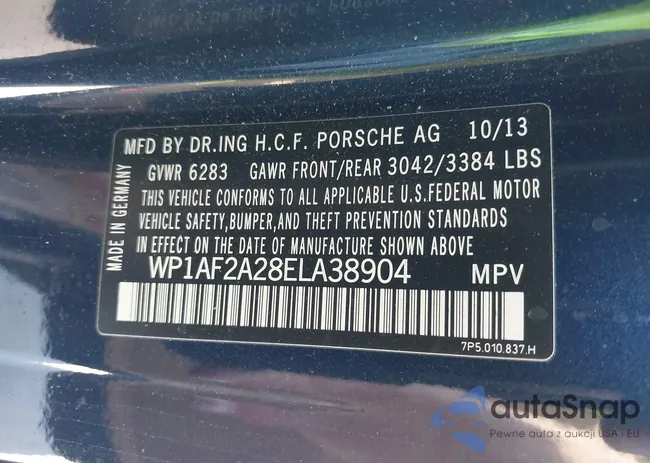 MFD BY DR.ING H.C.F. PORSCHE AG 10/13
GVWR 6283 GAWR FRONT/REAR 3042/3384 LBS
THIS VEHICLE CONFORMS TO ALL APPLICABLE U.S.FEDERAL MOTOR
VEHICLE SAFETY,BUMPER,AND THEFT PREVENTION STANDARDS
IN EFFECT ON THE DATE OF MANUFACTURE SHOWN ABOVE.
WP1AF2A28ELA38904 MPV
7P5.010.837.H
MADE IN GERMANY
autaSnap
Pewne auta z aukcji USA i EU